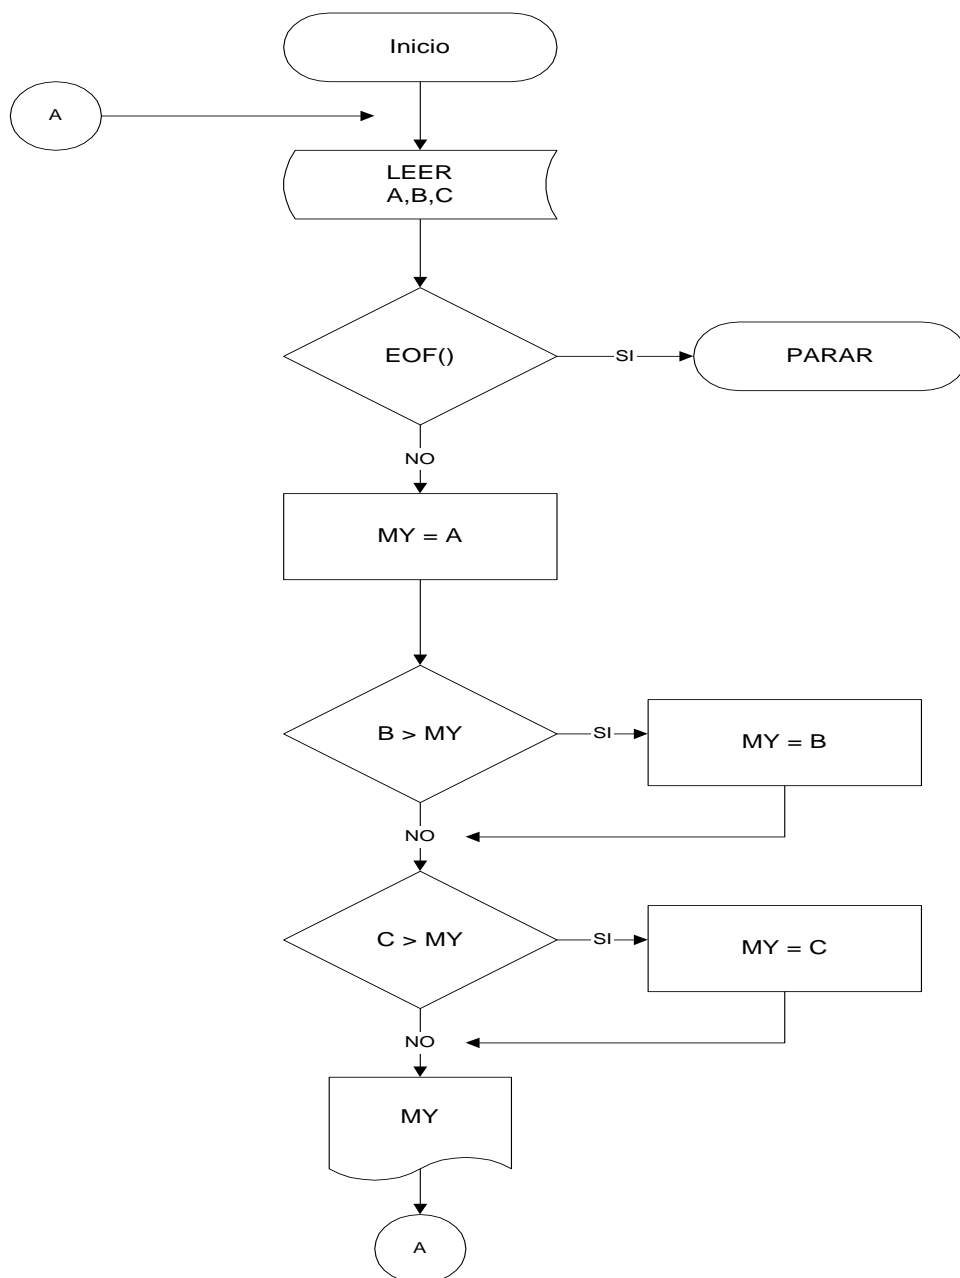 Inicio
A
LEER
A,B,C
EOF()
SI
PARAR
NO
MY = A
B > MY
SI
MY = B
NO
C > MY
SI
MY = C
NO
MY
A